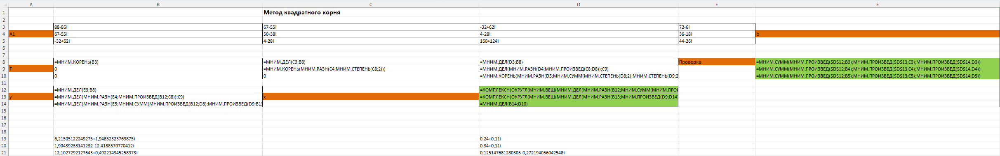 A B C D E F
1 Метод квадратного корня
2
3 88-86i 67-55i -32+62i 72-6i
4 A1 67-55i 50-38i 4-28i 36-18i b
5 -32+62i 4-28i 160+124i 44-26i
6
7
8 =МНИМ.КОРЕНЬ(B3) =МНИМ.ДЕЛ(C3;B8) =МНИМ.ДЕЛ(D3;B8) Проверка =МНИМ.СУММ(МНИМ.ПРОИЗВЕД($D$12;B3);МНИМ.ПРОИЗВЕД($D$13;C3);МНИМ.ПРОИЗВЕД($D$14;D3))
9 T 0 =МНИМ.КОРЕНЬ(МНИМ.РАЗН(C4;МНИМ.СТЕПЕНЬ(C8;2))) =МНИМ.ДЕЛ(МНИМ.РАЗН(D4;МНИМ.ПРОИЗВЕД(C8;D8));C9) =МНИМ.СУММ(МНИМ.ПРОИЗВЕД($D$12;B4);МНИМ.ПРОИЗВЕД($D$13;C4);МНИМ.ПРОИЗВЕД($D$14;D4))
10 0 0 =МНИМ.КОРЕНЬ(МНИМ.РАЗН(D5;МНИМ.СУММ(МНИМ.СТЕПЕНЬ(D8;2);МНИМ.СТЕПЕНЬ(D9;2 =МНИМ.СУММ(МНИМ.ПРОИЗВЕД($D$12;B5);МНИМ.ПРОИЗВЕД($D$13;C5);МНИМ.ПРОИЗВЕД($D$14;D5))
11
12 =МНИМ.ДЕЛ(E3;B8) =КОМПЛЕКСН(ОКРУГЛ(МНИМ.ВЕЩ(МНИМ.ДЕЛ(МНИМ.РАЗН(B12;МНИМ.СУММ(МНИМ.ПРОИ
13 y =МНИМ.ДЕЛ(МНИМ.РАЗН(E4;МНИМ.ПРОИЗВЕД(B12;C8));C9) x =КОМПЛЕКСН(ОКРУГЛ(МНИМ.ВЕЩ(МНИМ.ДЕЛ(МНИМ.РАЗН(B13;МНИМ.ПРОИЗВЕД(D9;D14)
14 =МНИМ.ДЕЛ(МНИМ.РАЗН(E5;МНИМ.СУММ(МНИМ.ПРОИЗВЕД(B12;D8);МНИМ.ПРОИЗВЕД(D9;B13 =МНИМ.ДЕЛ(B14;D10)
15
16
17
18
19 6,21505122249275+1,94852323769875i 0,24+0,11i
20 1,90439238141232-12,4188570770412i 0,34+0,11i
21 12,1027292127643+0,492214945258973i 0,125147681280305-0,272194056042548i